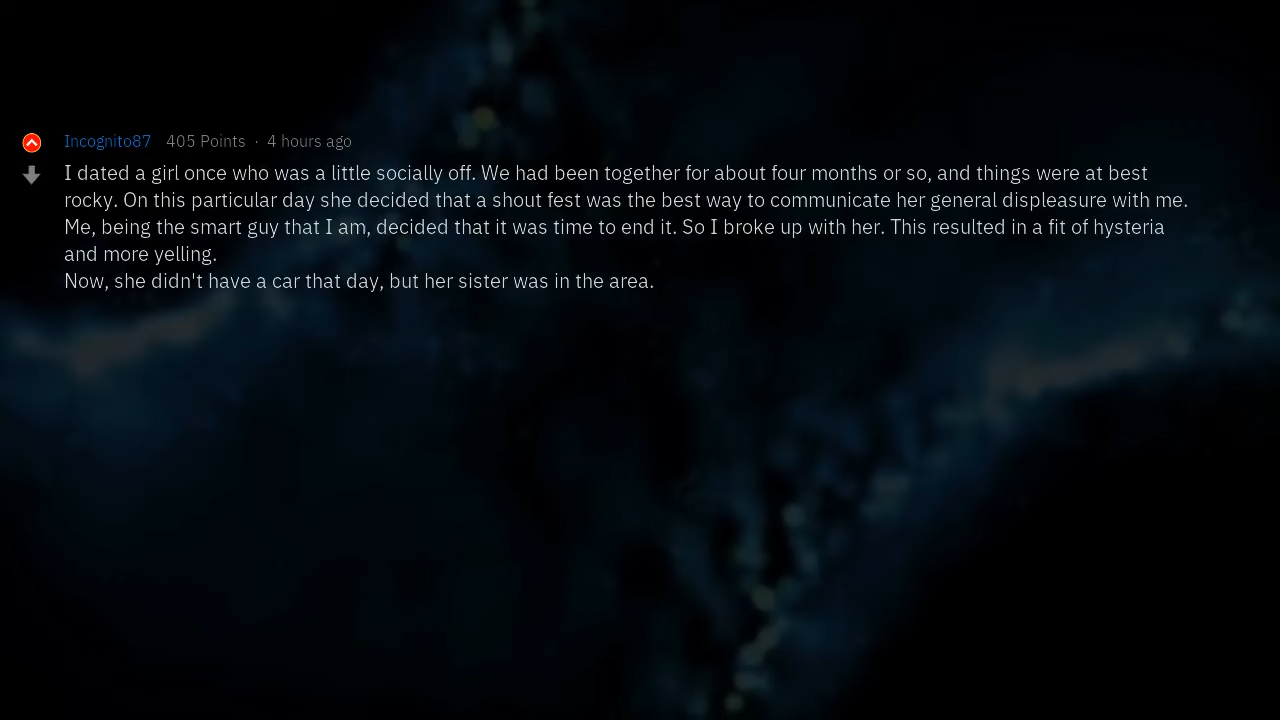 Incognito87 405 Points · 4 hours ago
I dated a girl once who was a little socially off. We had been together for about four months or so, and things were at best
rocky. On this particular day she decided that a shout fest was the best way to communicate her general displeasure with me.
Me, being the smart guy that I am, decided that it was time to end it. So I broke up with her. This resulted in a fit of hysteria
and more yelling.
Now, she didn't have a car that day, but her sister was in the area.